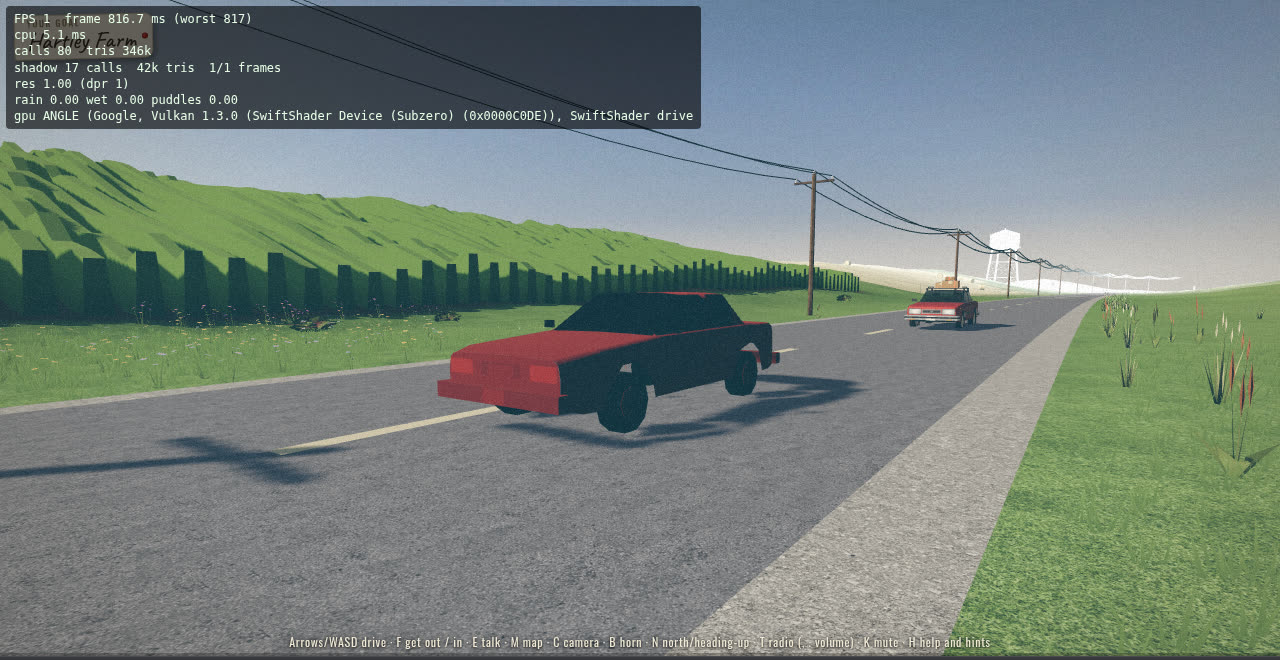 FPS 1 frame 816.7 ms (worst 817)
cpu 5.1 ms
Hartley Farm
calls 80 tris 346k
shadow 17 calls 42k tris 1/1 frames
res 1.00 (dpr 1)
rain 0.00 wet 0.00 puddles 0.00
gpu ANGLE (Google, Vulkan 1.3.0 (SwiftShader Device (Subzero) (0x0000C0DE)), SwiftShader drive
Arrows/WASD drive · F get out / in · E talk · M map · C camera · B horn · N north/heading-up · T radio (, . volume) · K mute · H help and hints